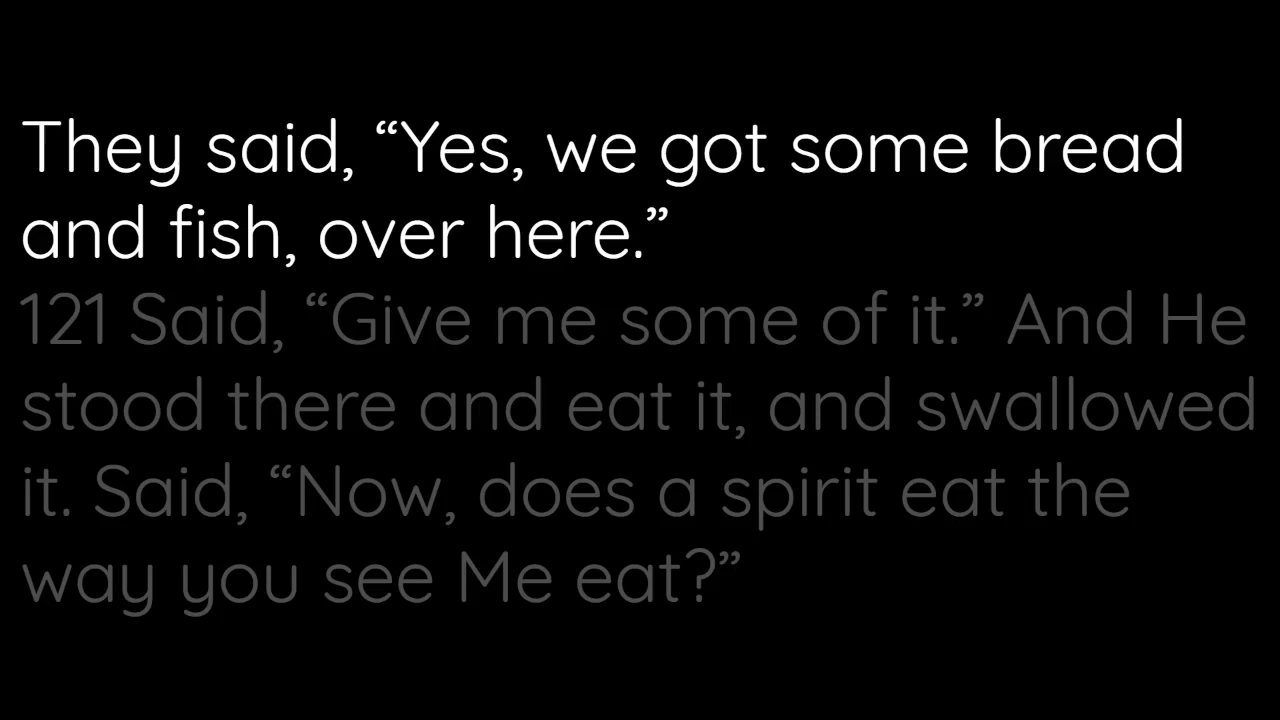 They said, “Yes, we got some bread
and fish, over here.”
121 Said, “Give me some of it.” And He
stood there and eat it, and swallowed
it. Said, “Now, does a spirit eat the
way you see Me eat?”